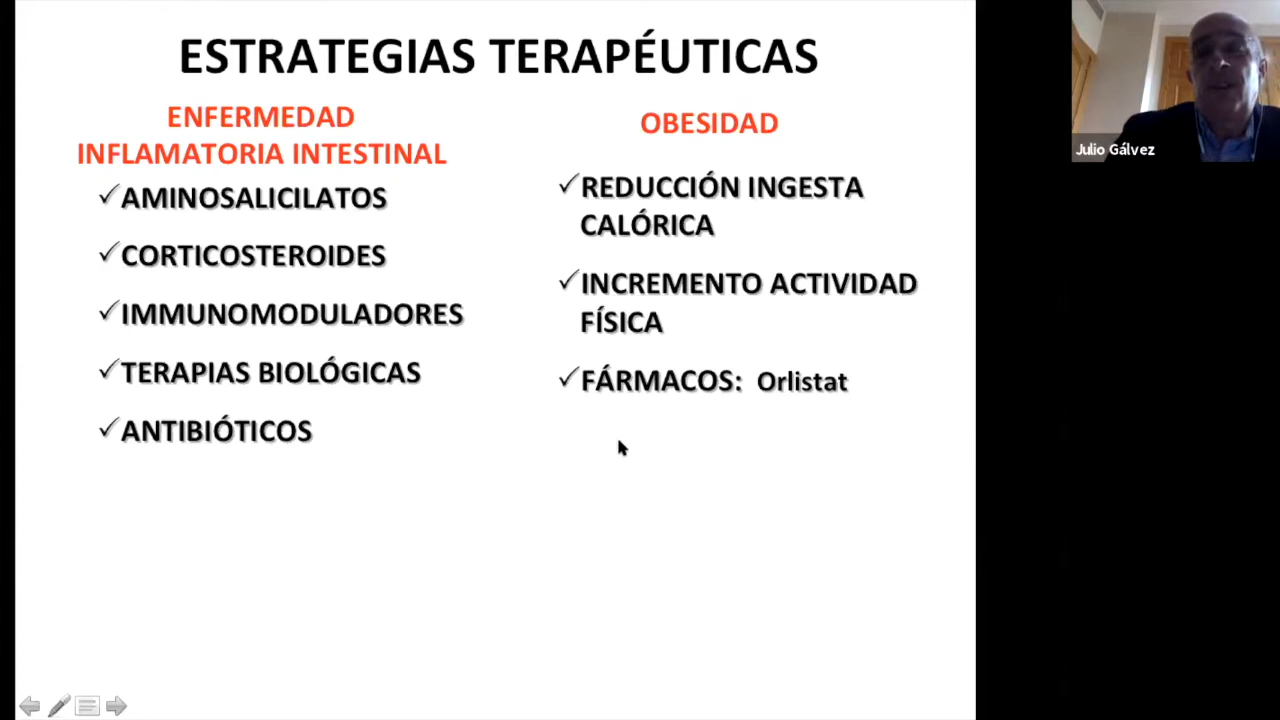 ESTRATEGIAS TERAPÉUTICAS
ENFERMEDAD
INFLAMATORIA INTESTINAL
✓AMINOSALICILATOS
✓CORTICOSTEROIDES
✓IMMUNOMODULADORES
✓TERAPIAS BIOLÓGICAS
✓ANTIBIÓTICOS
OBESIDAD
✓REDUCCIÓN INGESTA
CALÓRICA
✓INCREMENTO ACTIVIDAD
FÍSICA
✓FÁRMACOS: Orlistat
Julio Gálvez